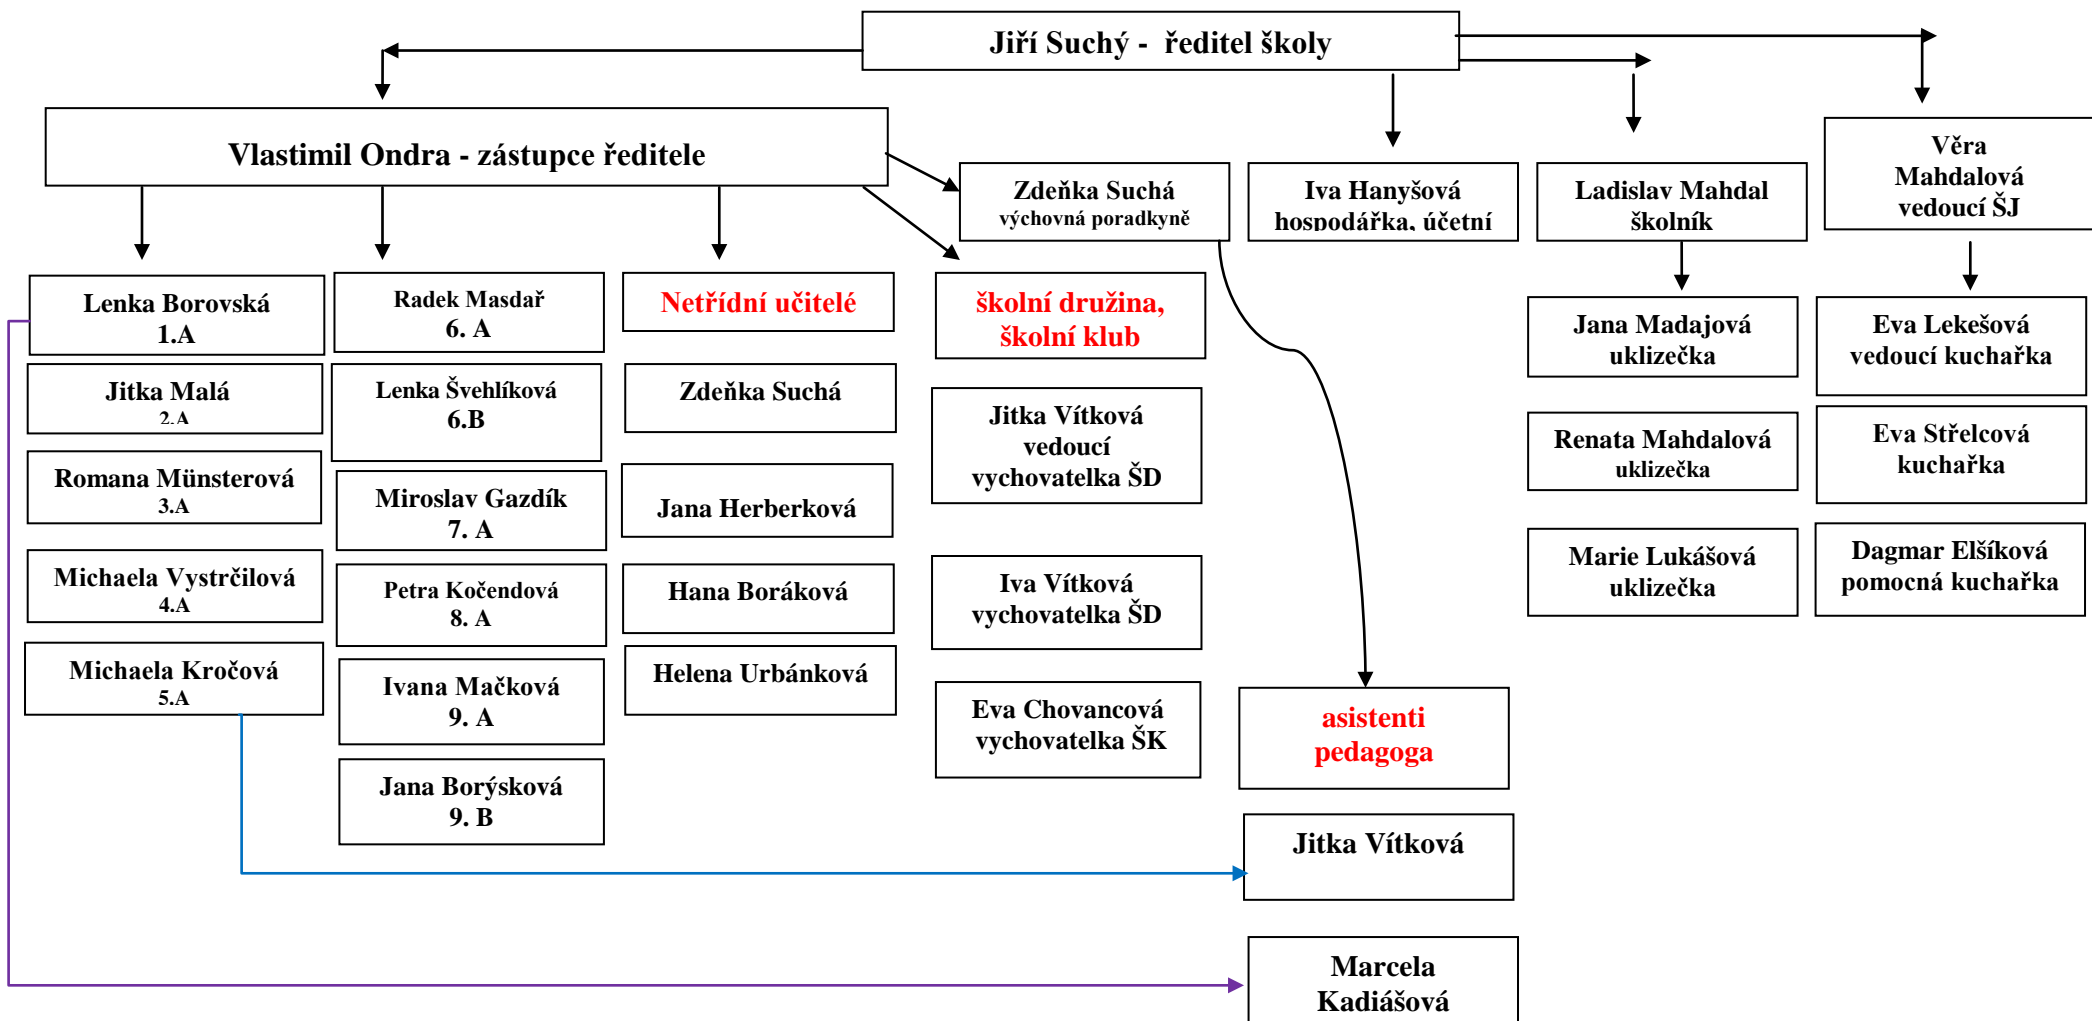 Jiří Suchý - ředitel školy
Vlastimil Ondra - zástupce ředitele
Zdeňka Suchá
výchovná poradkyně
Iva Hanyšová
hospodářka, účetní
Ladislav Mahdal
školník
Věra
Mahdalová
vedoucí ŠJ
Lenka Borovská
1.A
Jitka Malá
2.A
Romana Münsterová
3.A
Michaela Vystrčilová
4.A
Michaela Kročová
5.A
Radek Masdař
6. A
Lenka Švehlíková
6.B
Miroslav Gazdík
7. A
Petra Kočendová
8. A
Ivana Mačková
9. A
Jana Borýsková
9. B
Netřídní učitelé
Zdeňka Suchá
Jana Herberková
Hana Boráková
Helena Urbánková
školní družina,
školní klub
Jitka Vítková
vedoucí
vychovatelka ŠD
Iva Vítková
vychovatelka ŠD
Eva Chovancová
vychovatelka ŠK
asistenti
pedagoga
Jitka Vítková
Marcela
Kadiášová
Jana Madajová
uklizečka
Renata Mahdalová
uklizečka
Marie Lukášová
uklizečka
Eva Lekešová
vedoucí kuchařka
Eva Střelcová
kuchařka
Dagmar Elšíková
pomocná kuchařka